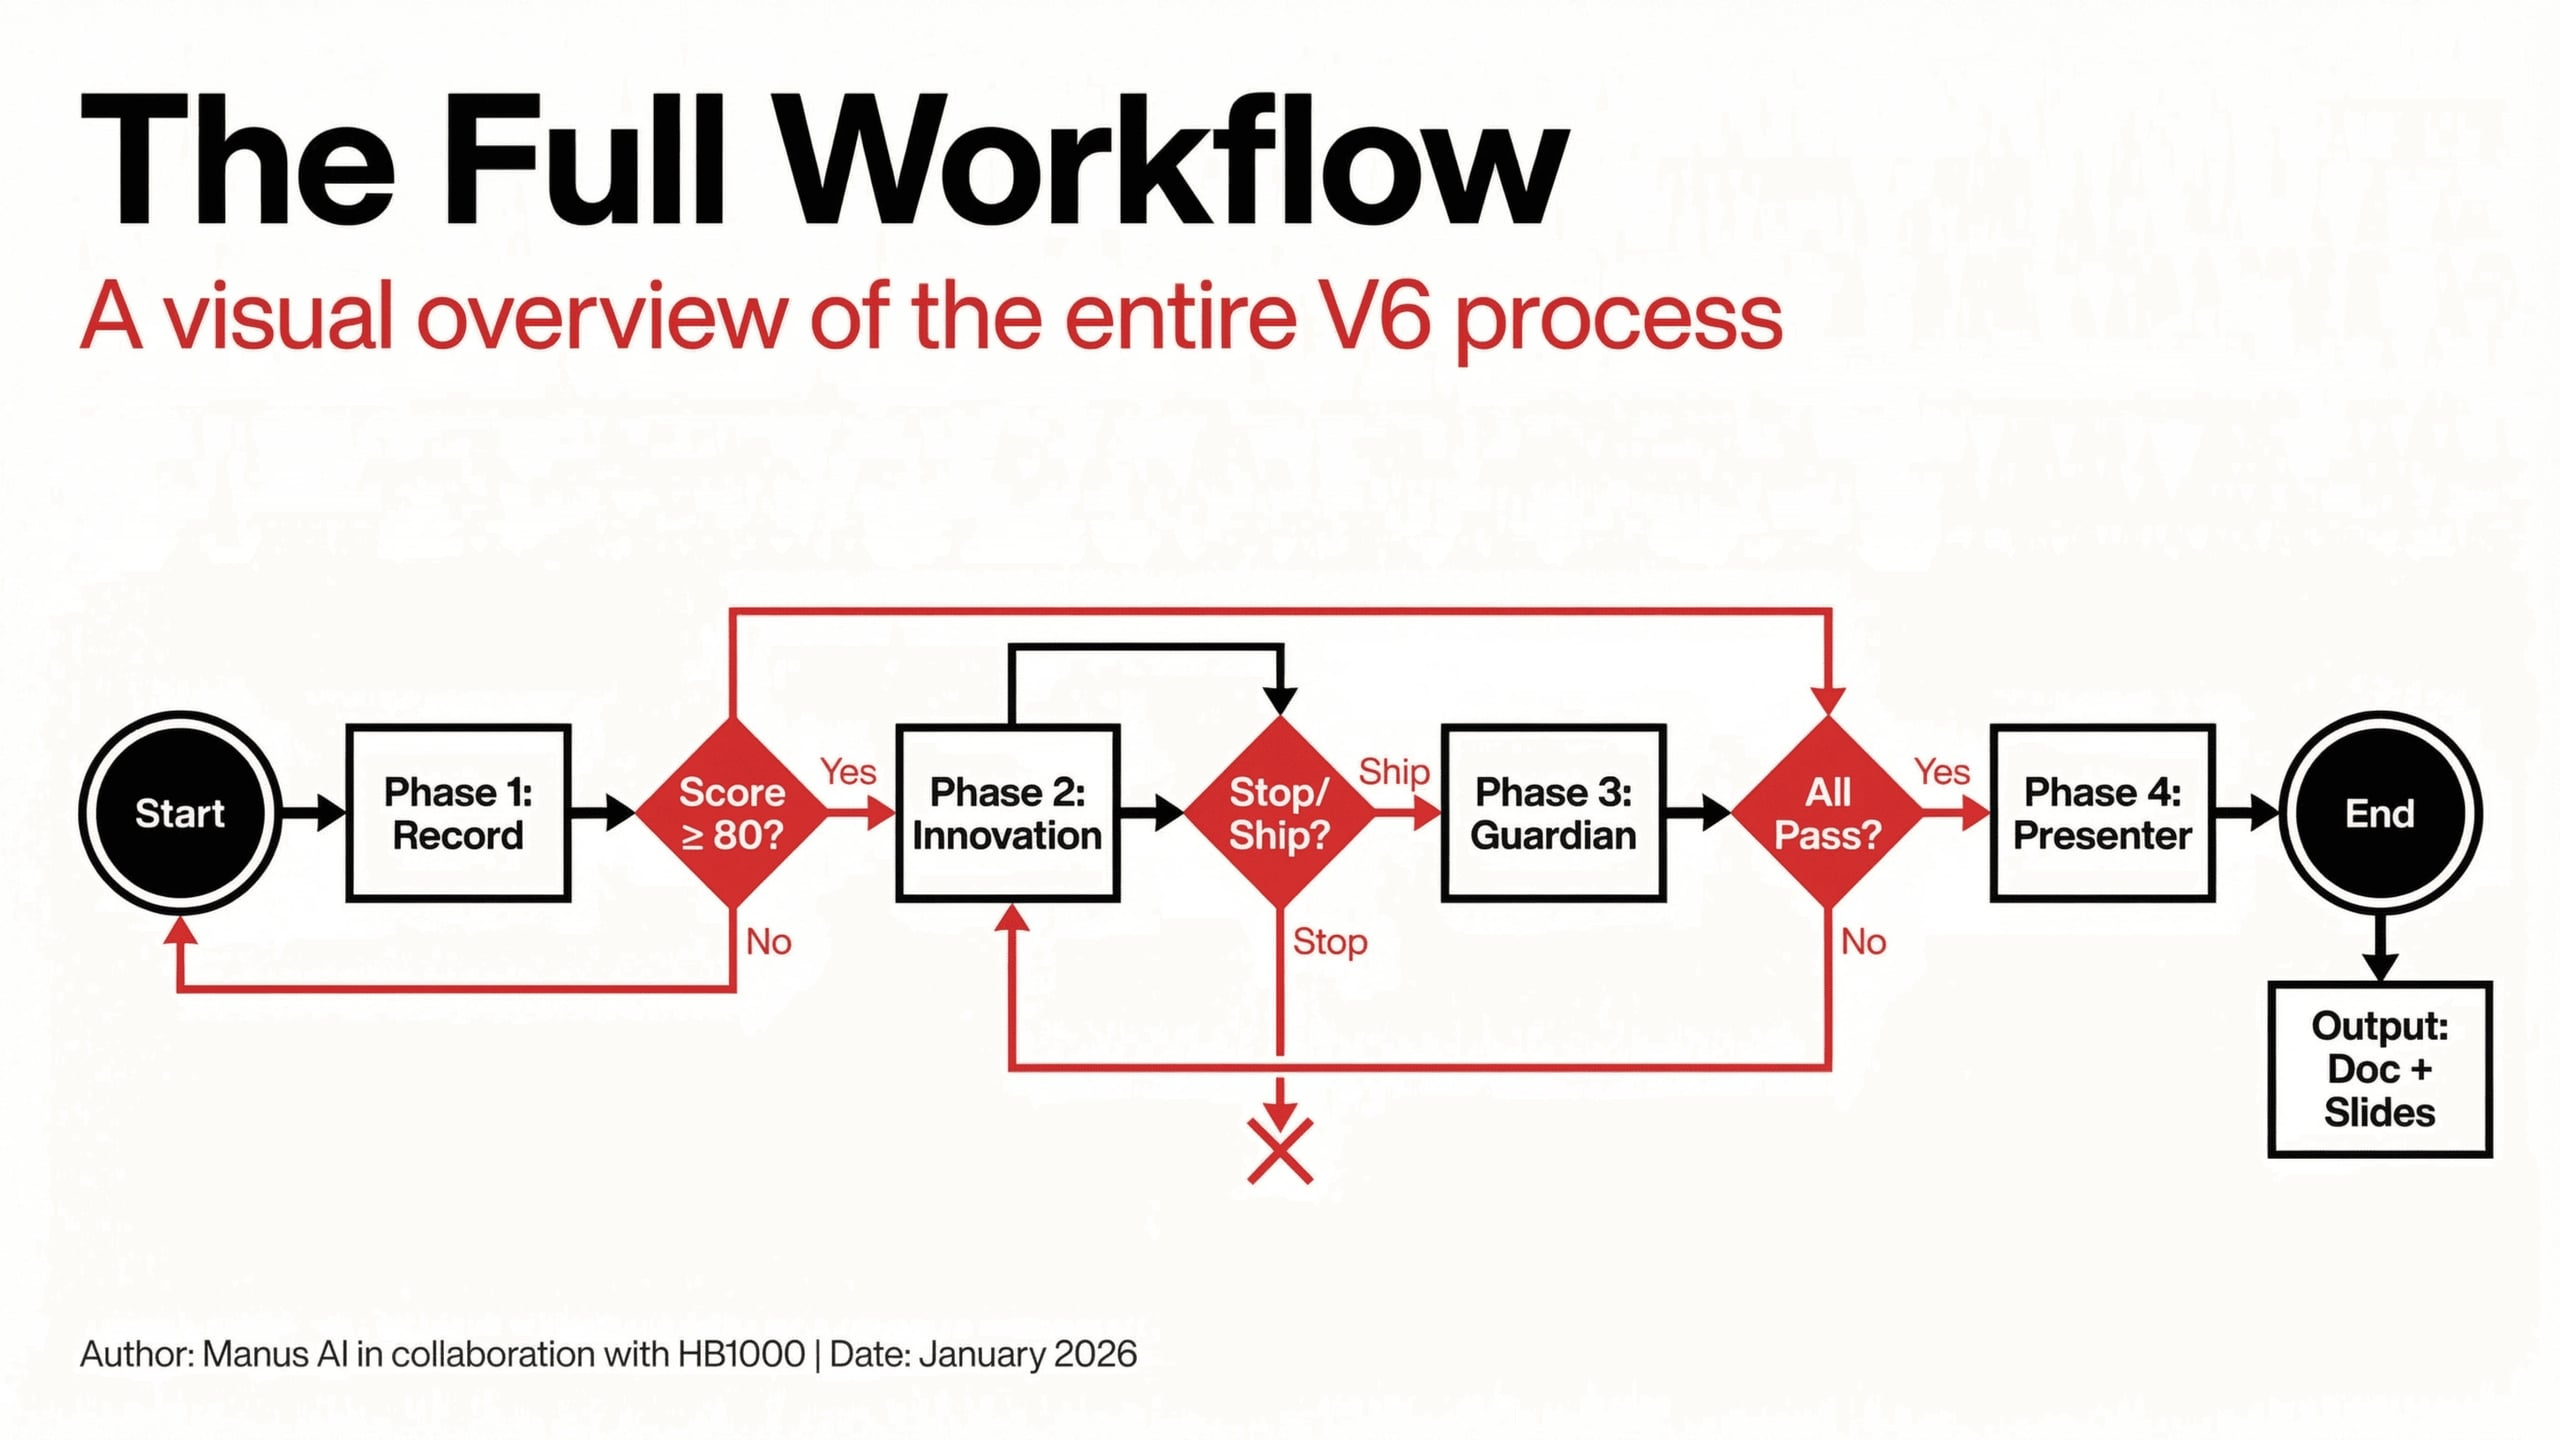 The Full Workflow
A visual overview of the entire V6 process
Start
Phase 1:
Record
Score
≥ 80?
Yes
No
Phase 2:
Innovation
Stop/
Ship?
Ship
Stop
Phase 3:
Guardian
All
Pass?
Yes
No
Phase 4:
Presenter
End
Output:
Doc +
Slides
Author: Manus AI in collaboration with HB1000 | Date: January 2026